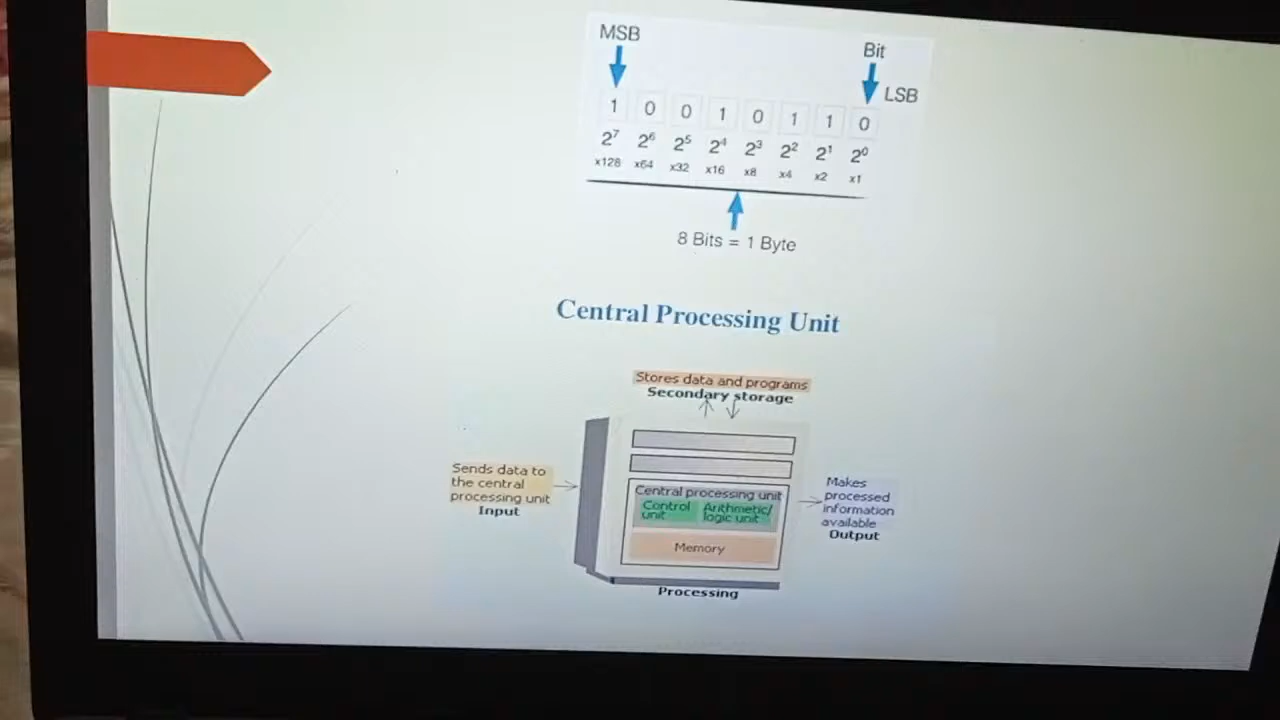 MSB
Bit
LSB
1 0 0 1 0 1 1 0
2⁷ 2⁶ 2⁵ 2⁴ 2³ 2² 2¹ 2⁰
x128 x64 x32 x16 x8 x4 x2 x1
8 Bits = 1 Byte
Central Processing Unit
Stores data and programs
Secondary storage
Sends data to
the central
processing unit
Input
Central processing unit
Control
unit
Arithmetic/
logic unit
Memory
Processing
Makes
processed
information
available
Output